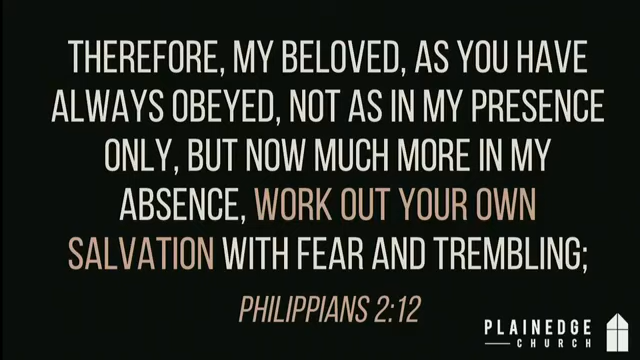 THEREFORE, MY BELOVED, AS YOU HAVE
ALWAYS OBEYED, NOT AS IN MY PRESENCE
ONLY, BUT NOW MUCH MORE IN MY
ABSENCE, WORK OUT YOUR OWN
SALVATION WITH FEAR AND TREMBLING;
PHILIPPIANS 2:12
PLAINEDGE
CHURCH